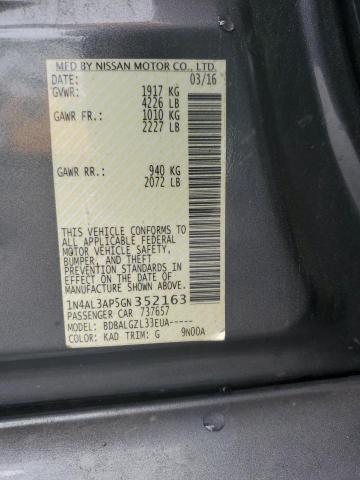 MFD BY NISSAN MOTOR CO., LTD.
DATE: 03/16
GVWR: 1917 KG
4226 LB
GAWR FR.: 1010 KG
2227 LB
GAWR RR.: 940 KG
2072 LB
THIS VEHICLE CONFORMS TO ALL
APPLICABLE FEDERAL MOTOR
VEHICLE SAFETY,
BUMPER, AND THEFT
PREVENTION STANDARDS
IN EFFECT ON THE DATE OF
MANUFACTURE SHOWN ABOVE.
1N4AL3AP5GN352163
PASSENGER CAR 737657
MODEL: BDBALGZL33EUA-----
COLOR: KAD TRIM: G 9N00A